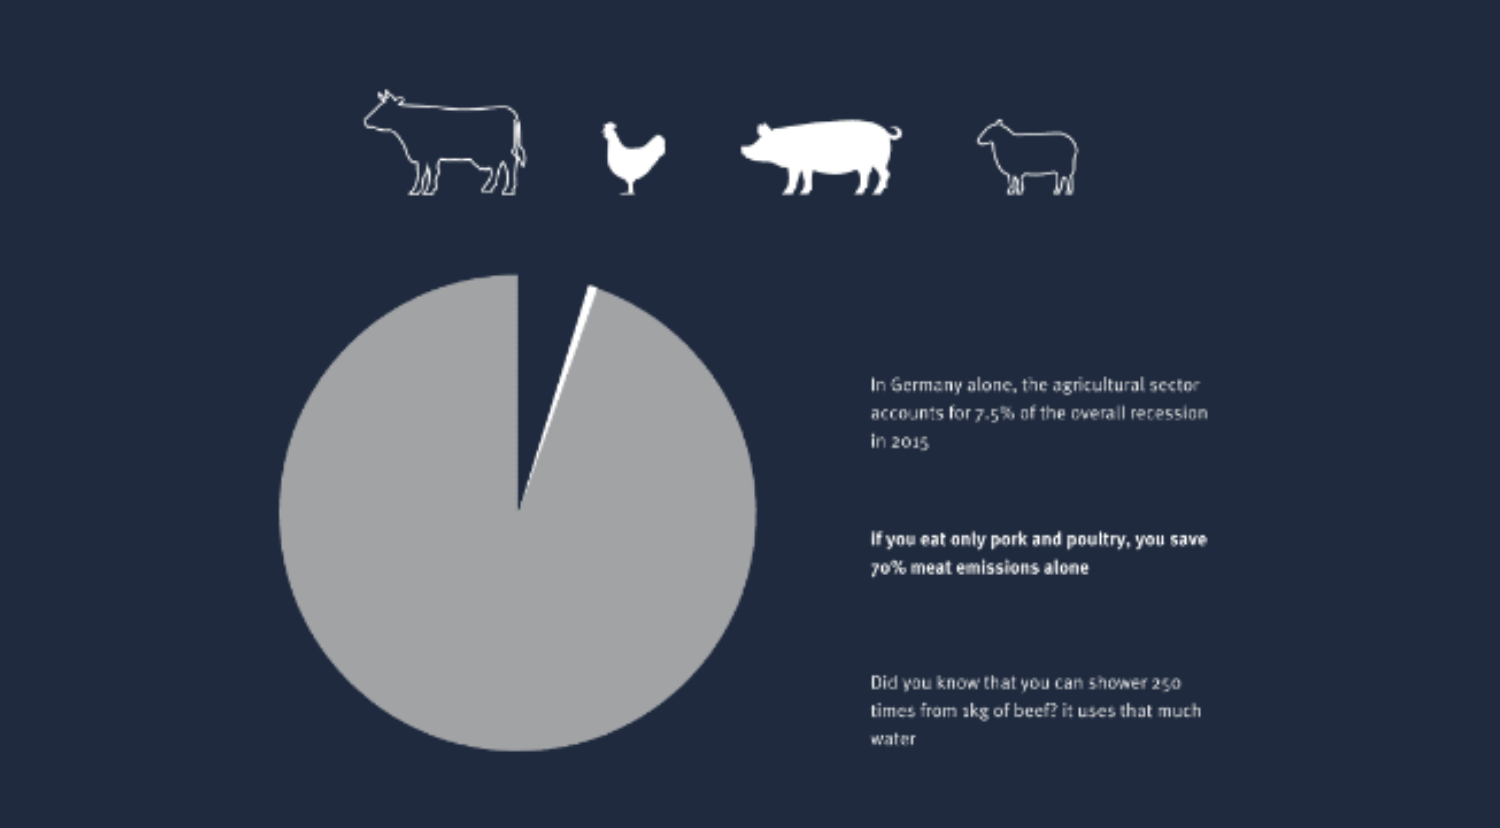 In Germany alone, the agricultural sector
accounts for 7.5% of the overall recession
in 2015
if you eat only pork and poultry, you save
70% meat emissions alone
Did you know that you can shower 250
times from 1kg of beef? it uses that much
water